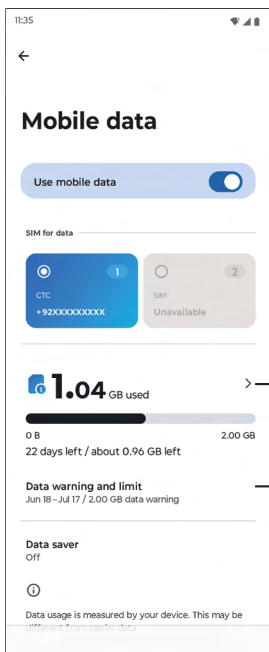 11:35
Mobile data
Use mobile data
SIM for data
1
2
CTC
SIM
+92XXXXXXXXX
Unavailable
1.04 GB used
0 B
2.00 GB
22 days left / about 0.96 GB left
Data warning and limit
Jun 18–Jul 17 / 2.00 GB data warning
Data saver
Off
Data usage is measured by your device. This may be
different from carrier data.